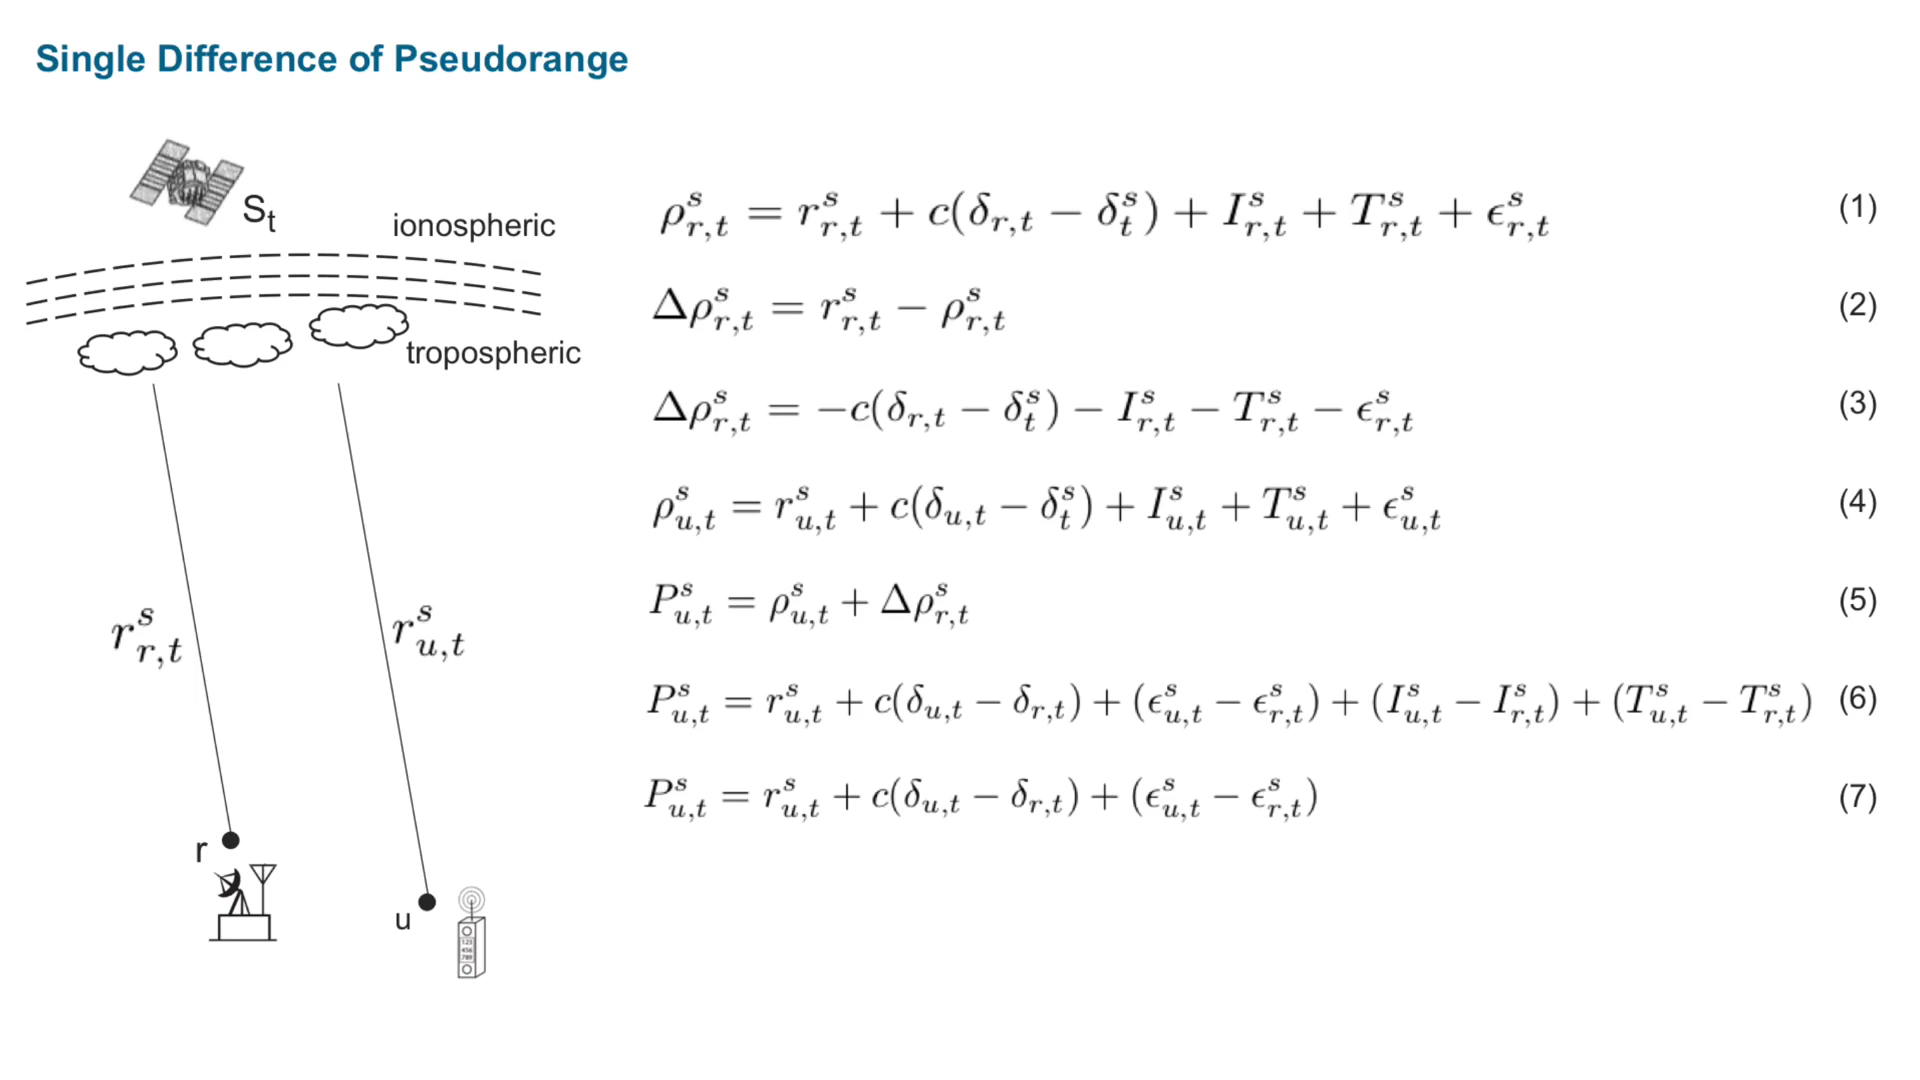 Single Difference of Pseudorange
S_t
ionospheric
tropospheric
r^s_{r,t}
r^s_{u,t}
r
u
123
456
789
ρ^s_{r,t} = r^s_{r,t} + c(δ_{r,t} − δ^s_t) + I^s_{r,t} + T^s_{r,t} + ϵ^s_{r,t} (1)
Δρ^s_{r,t} = r^s_{r,t} − ρ^s_{r,t} (2)
Δρ^s_{r,t} = −c(δ_{r,t} − δ^s_t) − I^s_{r,t} − T^s_{r,t} − ϵ^s_{r,t} (3)
ρ^s_{u,t} = r^s_{u,t} + c(δ_{u,t} − δ^s_t) + I^s_{u,t} + T^s_{u,t} + ϵ^s_{u,t} (4)
P^s_{u,t} = ρ^s_{u,t} + Δρ^s_{r,t} (5)
P^s_{u,t} = r^s_{u,t} + c(δ_{u,t} − δ_{r,t}) + (ϵ^s_{u,t} − ϵ^s_{r,t}) + (I^s_{u,t} − I^s_{r,t}) + (T^s_{u,t} − T^s_{r,t}) (6)
P^s_{u,t} = r^s_{u,t} + c(δ_{u,t} − δ_{r,t}) + (ϵ^s_{u,t} − ϵ^s_{r,t}) (7)